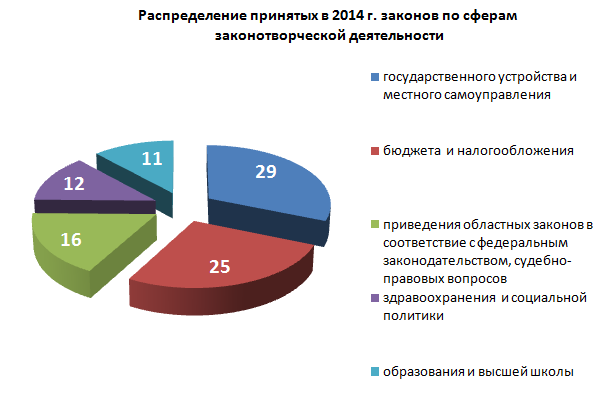 Распределение принятых в 2014 г. законов по сферам
законотворческой деятельности
государственного устройства и
местного самоуправления
бюджета и налогообложения
приведения областных законов в
соответствие с федеральным
законодательством, судебно-
правовых вопросов
здравоохранения и социальной
политики
образования и высшей школы
29
25
16
12
11